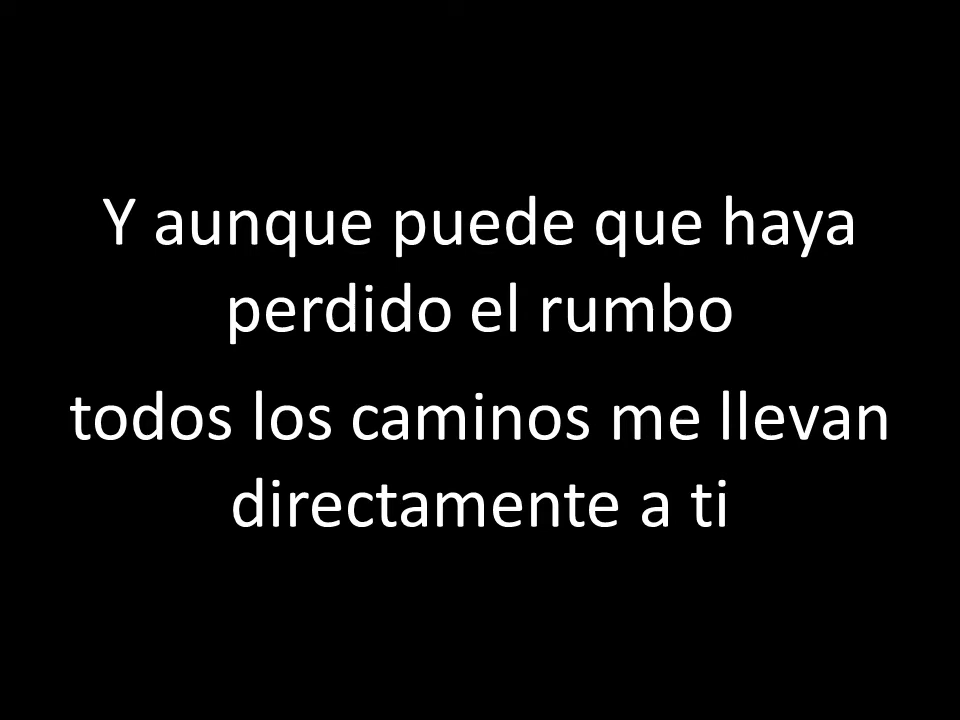 Y aunque puede que haya
perdido el rumbo
todos los caminos me llevan
directamente a ti